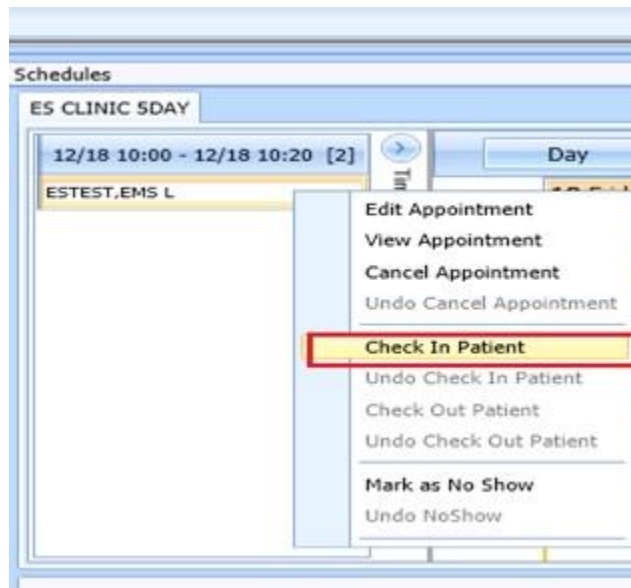 Schedules
ES CLINIC 5DAY
12/18 10:00 - 12/18 10:20 [2]
Day
ESTEST,EMS L
Edit Appointment
View Appointment
Cancel Appointment
Undo Cancel Appointment
Check In Patient
Undo Check In Patient
Check Out Patient
Undo Check Out Patient
Mark as No Show
Undo NoShow